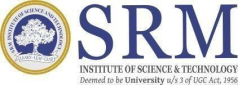 SRM
INSTITUTE OF SCIENCE & TECHNOLOGY
Deemed to be University u/s 3 of UGC Act, 1956